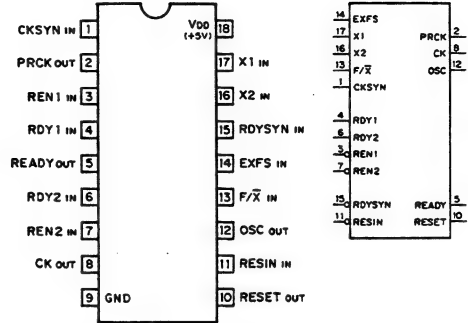 CKSYN IN 1
PRCK OUT 2
REN1 IN 3
RDY1 IN 4
READY OUT 5
RDY2 IN 6
REN2 IN 7
CK OUT 8
9 GND
VDD 18
(+5V)
17 X1 IN
16 X2 IN
15 RDYSYN IN
14 EXFS IN
13 F/X̅ IN
12 OSC OUT
11 RESIN IN
10 RESET OUT
14 EXFS
17 X1 PRCK 2
16 X2 CK 8
13 F/X̅ OSC 12
1 CKSYN
4 RDY1
6 RDY2
3 REN1
7 REN2
15 RDYSYN READY 5
11 RESIN RESET 10